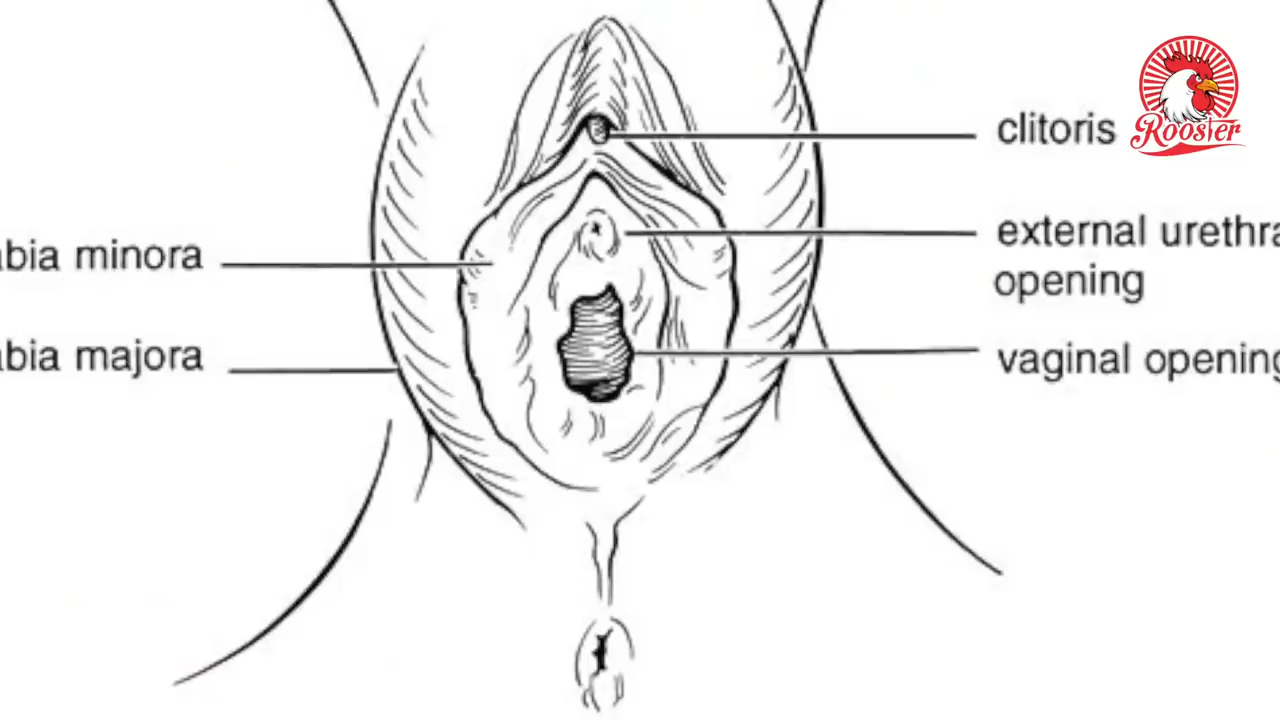 clitoris
Rooster
external urethra
opening
abia minora
abia majora
vaginal opening